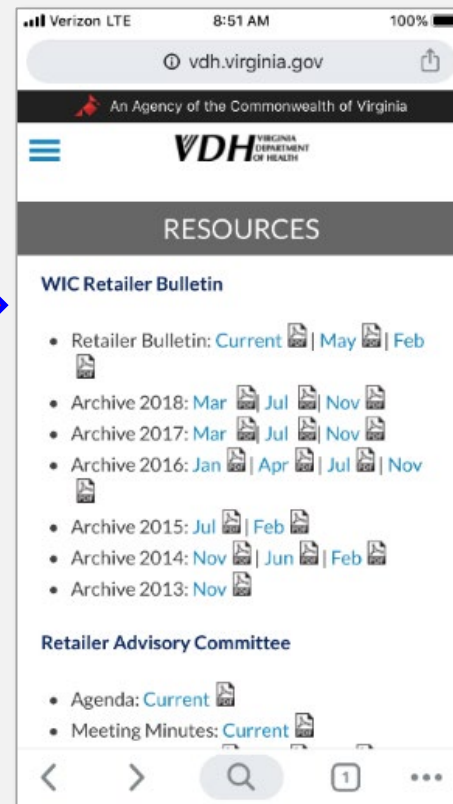 Verizon LTE 8:51 AM 100%
vdh.virginia.gov
An Agency of the Commonwealth of Virginia
VDH VIRGINIA
DEPARTMENT
OF HEALTH
RESOURCES
WIC Retailer Bulletin
• Retailer Bulletin: Current | May | Feb
• Archive 2018: Mar | Jul | Nov
• Archive 2017: Mar | Jul | Nov
• Archive 2016: Jan | Apr | Jul | Nov
• Archive 2015: Jul | Feb
• Archive 2014: Nov | Jun | Feb
• Archive 2013: Nov
Retailer Advisory Committee
• Agenda: Current
• Meeting Minutes: Current
1